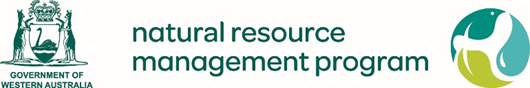 GOVERNMENT OF
WESTERN AUSTRALIA
natural resource
management program